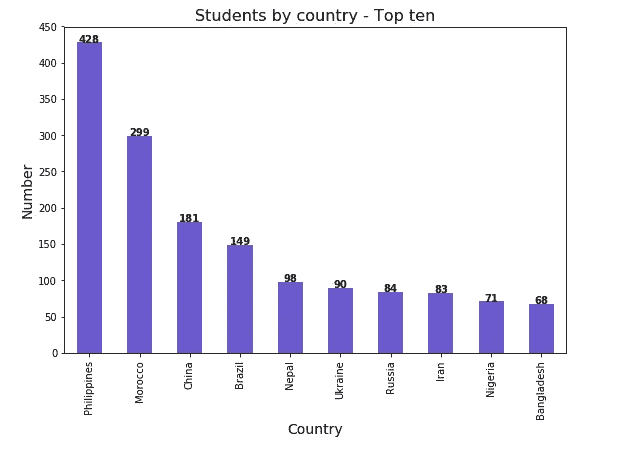 Students by country - Top ten
Number
450
400
350
300
250
200
150
100
50
0
428
299
181
149
98
90
84
83
71
68
Philippines
Morocco
China
Brazil
Nepal
Ukraine
Russia
Iran
Nigeria
Bangladesh
Country